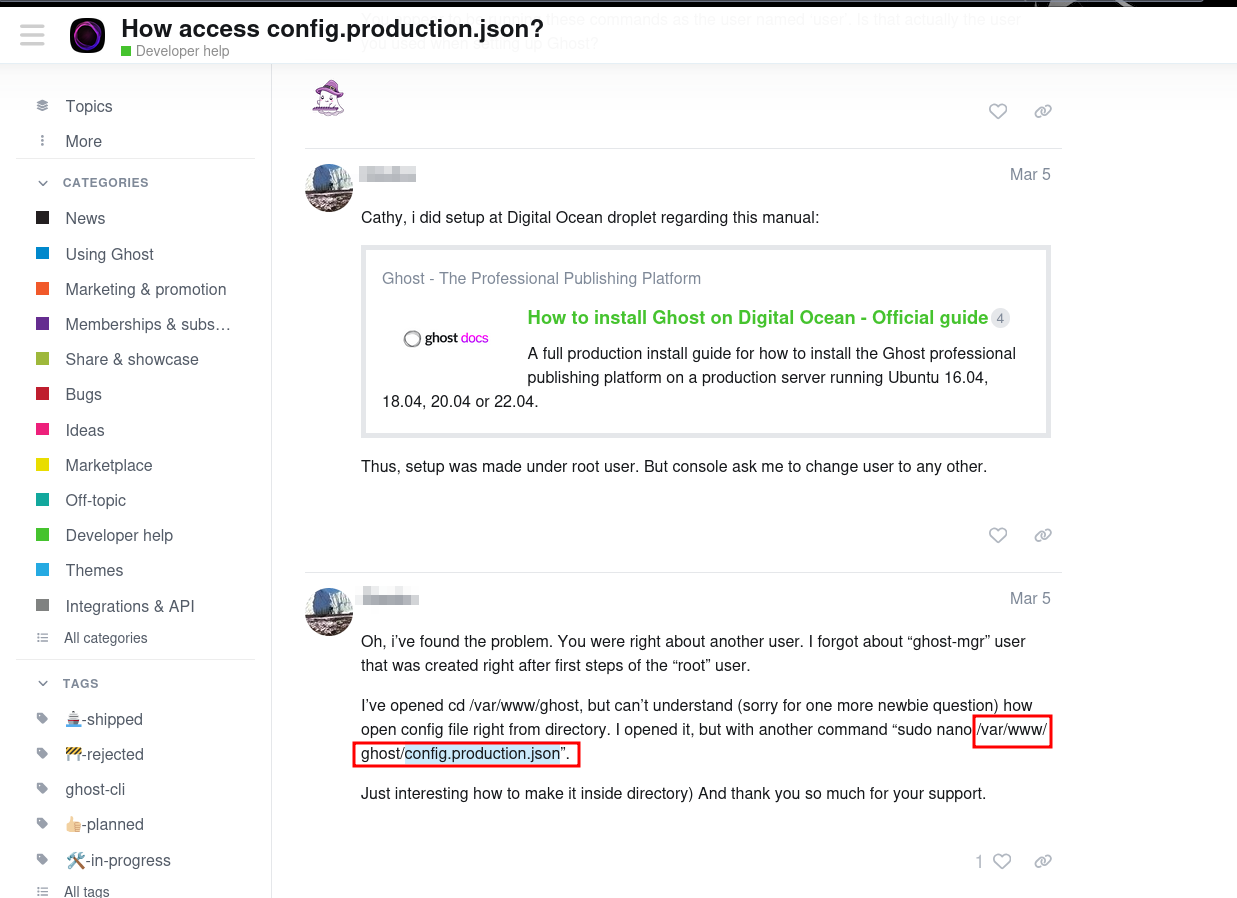 How access config.production.json?
Developer help
these commands as the user named 'user'. Is that actually the user
you used when setting up Ghost?
Topics
More
CATEGORIES
News
Using Ghost
Marketing & promotion
Memberships & subs…
Share & showcase
Bugs
Ideas
Marketplace
Off-topic
Developer help
Themes
Integrations & API
All categories
TAGS
🚢-shipped
🚧-rejected
ghost-cli
👍🏼-planned
🛠️-in-progress
All tags
Mar 5
Cathy, i did setup at Digital Ocean droplet regarding this manual:
Ghost - The Professional Publishing Platform
ghost docs
How to install Ghost on Digital Ocean - Official guide 4
A full production install guide for how to install the Ghost professional
publishing platform on a production server running Ubuntu 16.04,
18.04, 20.04 or 22.04.
Thus, setup was made under root user. But console ask me to change user to any other.
Mar 5
Oh, i’ve found the problem. You were right about another user. I forgot about “ghost-mgr” user
that was created right after first steps of the “root” user.
I’ve opened cd /var/www/ghost, but can’t understand (sorry for one more newbie question) how
open config file right from directory. I opened it, but with another command “sudo nano /var/www/
ghost/config.production.json”.
Just interesting how to make it inside directory) And thank you so much for your support.
1